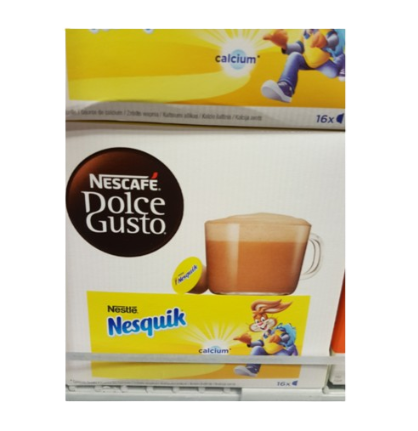 calcium*
16x
NESCAFÉ.
Dolce
Gusto
Nesquik
Nestlé
Nesquik
calcium*
16x